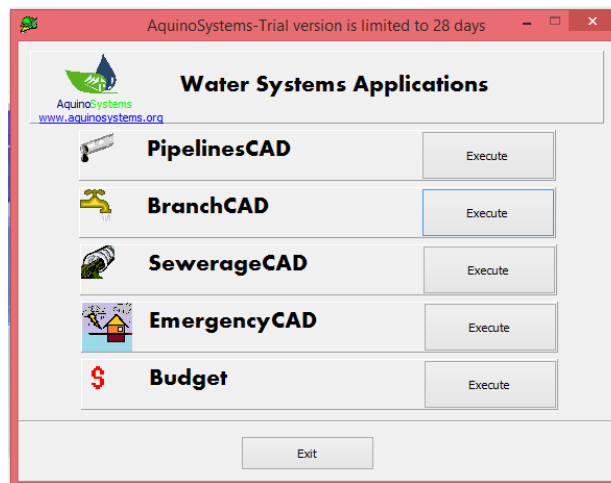 AquinoSystems-Trial version is limited to 28 days
Water Systems Applications
AquinoSystems
www.aquinosystems.org
PipelinesCAD
Execute
BranchCAD
Execute
SewerageCAD
Execute
EmergencyCAD
Execute
$ Budget
Execute
Exit